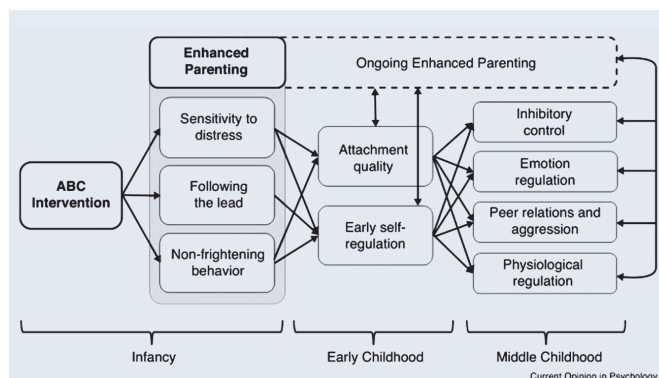 Enhanced
Parenting
Ongoing Enhanced Parenting
Sensitivity to
distress
Inhibitory
control
Attachment
quality
Emotion
regulation
ABC
Intervention
Following
the lead
Peer relations and
aggression
Early self-
regulation
Non-frightening
behavior
Physiological
regulation
Infancy
Early Childhood
Middle Childhood
Current Opinion in Psychology